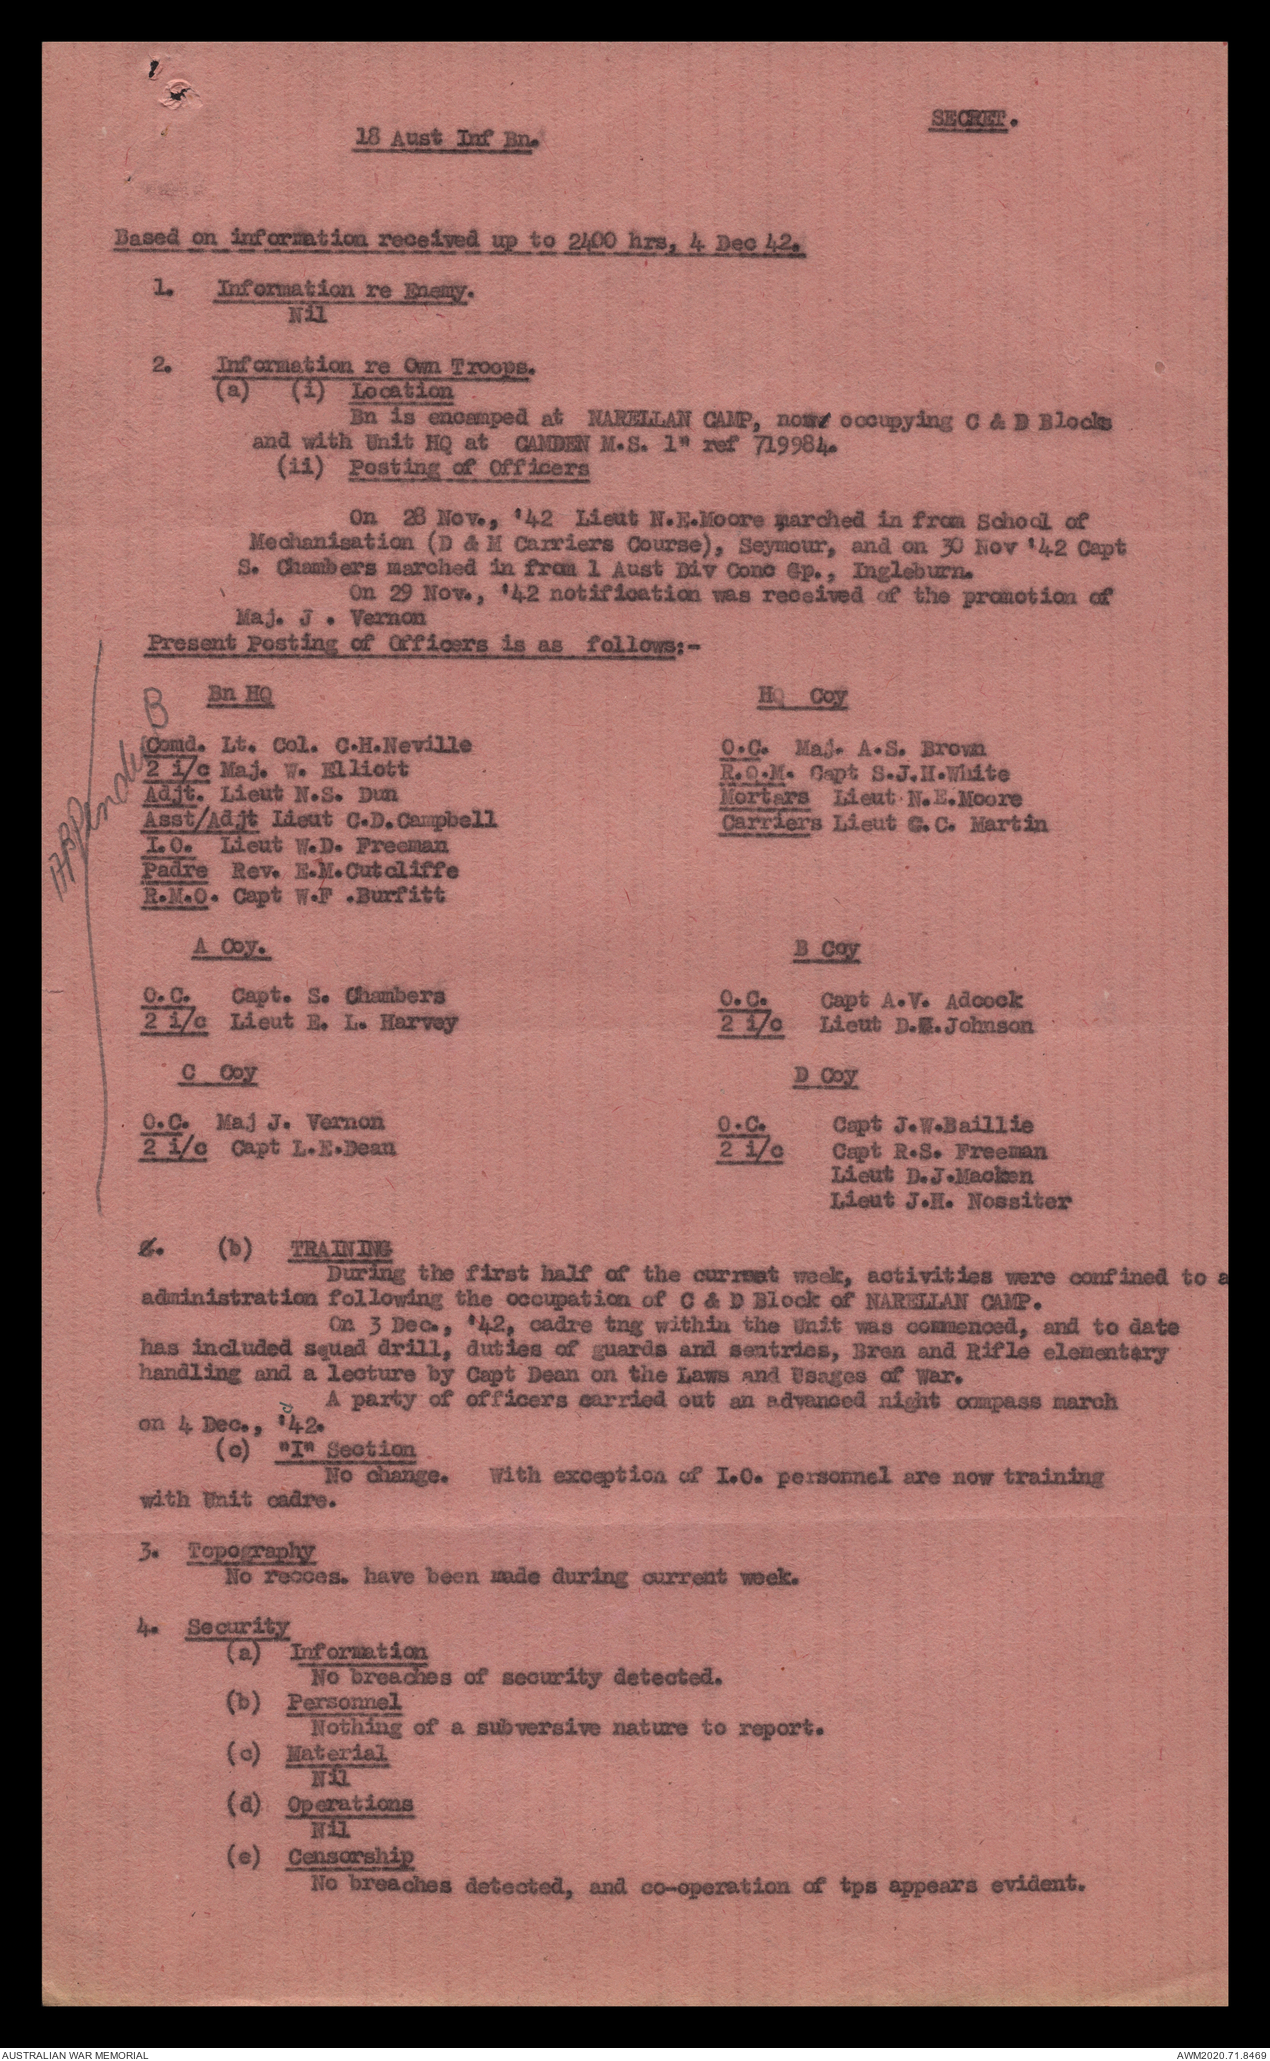 SECRET.
18 Aust Inf Bn.
Based on information received up to 2400 hrs, 4 Dec 42.
1. Information re Enemy.
Nil
2. Information re Own Troops.
(a) (i) Location
Bn is encamped at NARELLAN CAMP, now occupying C & D Blocks
and with Unit HQ at CAMDEN M.S. 1" ref 719984.
(ii) Posting of Officers
On 28 Nov., '42 Lieut N.E.Moore marched in from School of
Mechanisation (D & M Carriers Course), Seymour, and on 30 Nov '42 Capt
S. Chambers marched in from 1 Aust Div Conc Gp., Ingleburn.
On 29 Nov., '42 notification was received of the promotion of
Maj. J . Vernon
Present Posting of Officers is as follows:-
Appendix B
Bn HQ
Comd. Lt. Col. C.H.Neville
2 i/c Maj. W. Elliott
Adjt. Lieut N.S. Dun
Asst/Adjt Lieut C.D.Campbell
I.O. Lieut W.D. Freeman
Padre Rev. E.M.Cutcliffe
R.M.O. Capt W.F .Burfitt
HQ Coy
O.C. Maj. A.S. Brown
R.Q.M. Capt S.J.H.White
Mortars Lieut N.E.Moore
Carriers Lieut G.C. Martin
A Coy.
O.C. Capt. S. Chambers
2 i/c Lieut E. L. Harvey
B Coy
O.C. Capt A.V. Adcock
2 i/c Lieut D. Johnson
C Coy
O.C. Maj J. Vernon
2 i/c Capt L.E.Dean
D Coy
O.C. Capt J.W.Baillie
2 i/c Capt R.S. Freeman
Lieut D.J.Macken
Lieut J.H. Nossiter
2. (b) TRAINING
During the first half of the current week, activities were confined to a
administration following the occupation of C & D Block of NARELLAN CAMP.
On 3 Dec., '42, cadre tng within the Unit was commenced, and to date
has included squad drill, duties of guards and sentries, Bren and Rifle elementary
handling and a lecture by Capt Dean on the Laws and Usages of War.
A party of officers carried out an advanced night compass march
on 4 Dec., '42.
(c) "I" Section
No change. With exception of I.O. personnel are now training
with Unit cadre.
3. Topography
No recces. have been made during current week.
4. Security
(a) Information
No breaches of security detected.
(b) Personnel
Nothing of a subversive nature to report.
(c) Material
Nil
(d) Operations
Nil
(e) Censorship
No breaches detected, and co-operation of tps appears evident.
AUSTRALIAN WAR MEMORIAL
AWM2020.71.8469